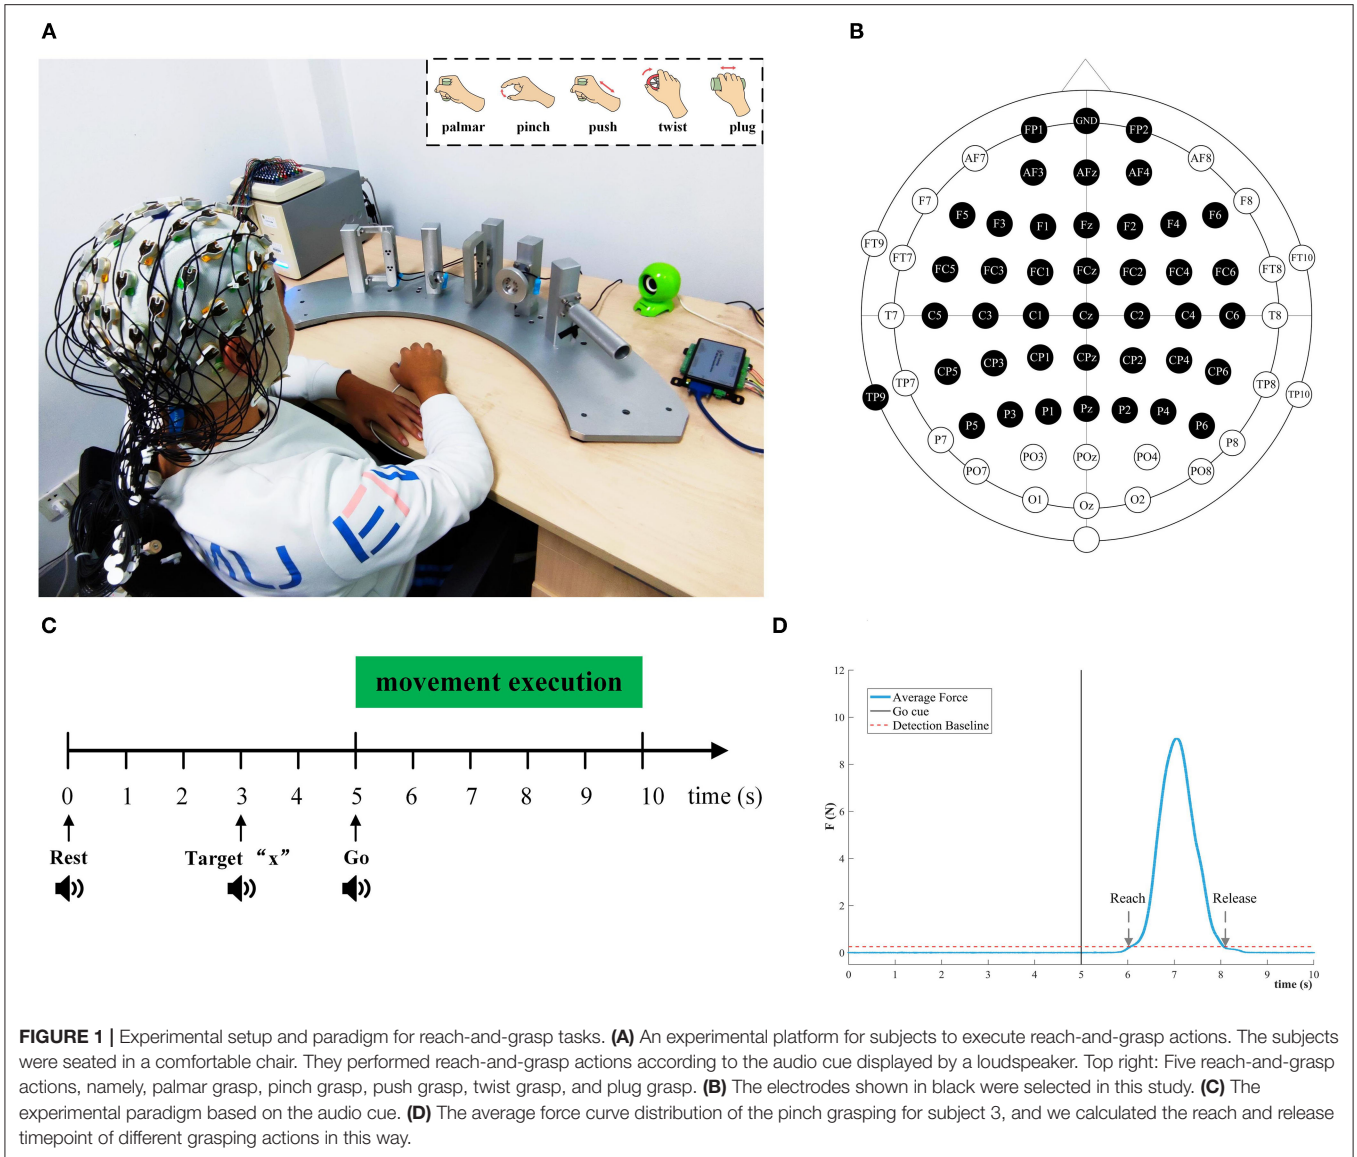 A
B
palmar pinch push twist plug
GND
FP1 FP2
AF7 AF8
AF3 AFz AF4
F7 F8
F5 F3 F1 Fz F2 F4 F6
FT9 FT7 FT8 FT10
FC5 FC3 FC1 FCz FC2 FC4 FC6
T7 C5 C3 C1 Cz C2 C4 C6 T8
CP5 CP3 CP1 CPz CP2 CP4 CP6
TP9 TP7 TP8 TP10
P7 P5 P3 P1 Pz P2 P4 P6 P8
PO7 PO3 POz PO4 PO8
O1 Oz O2
C
movement execution
0 1 2 3 4 5 6 7 8 9 10 time (s)
Rest Target “x” Go
D
12
10
8
6
4
2
0
F (N)
Average Force
Go cue
Detection Baseline
Reach Release
0 1 2 3 4 5 6 7 8 9 10
time (s)
FIGURE 1 | Experimental setup and paradigm for reach-and-grasp tasks. (A) An experimental platform for subjects to execute reach-and-grasp actions. The subjects
were seated in a comfortable chair. They performed reach-and-grasp actions according to the audio cue displayed by a loudspeaker. Top right: Five reach-and-grasp
actions, namely, palmar grasp, pinch grasp, push grasp, twist grasp, and plug grasp. (B) The electrodes shown in black were selected in this study. (C) The
experimental paradigm based on the audio cue. (D) The average force curve distribution of the pinch grasping for subject 3, and we calculated the reach and release
timepoint of different grasping actions in this way.